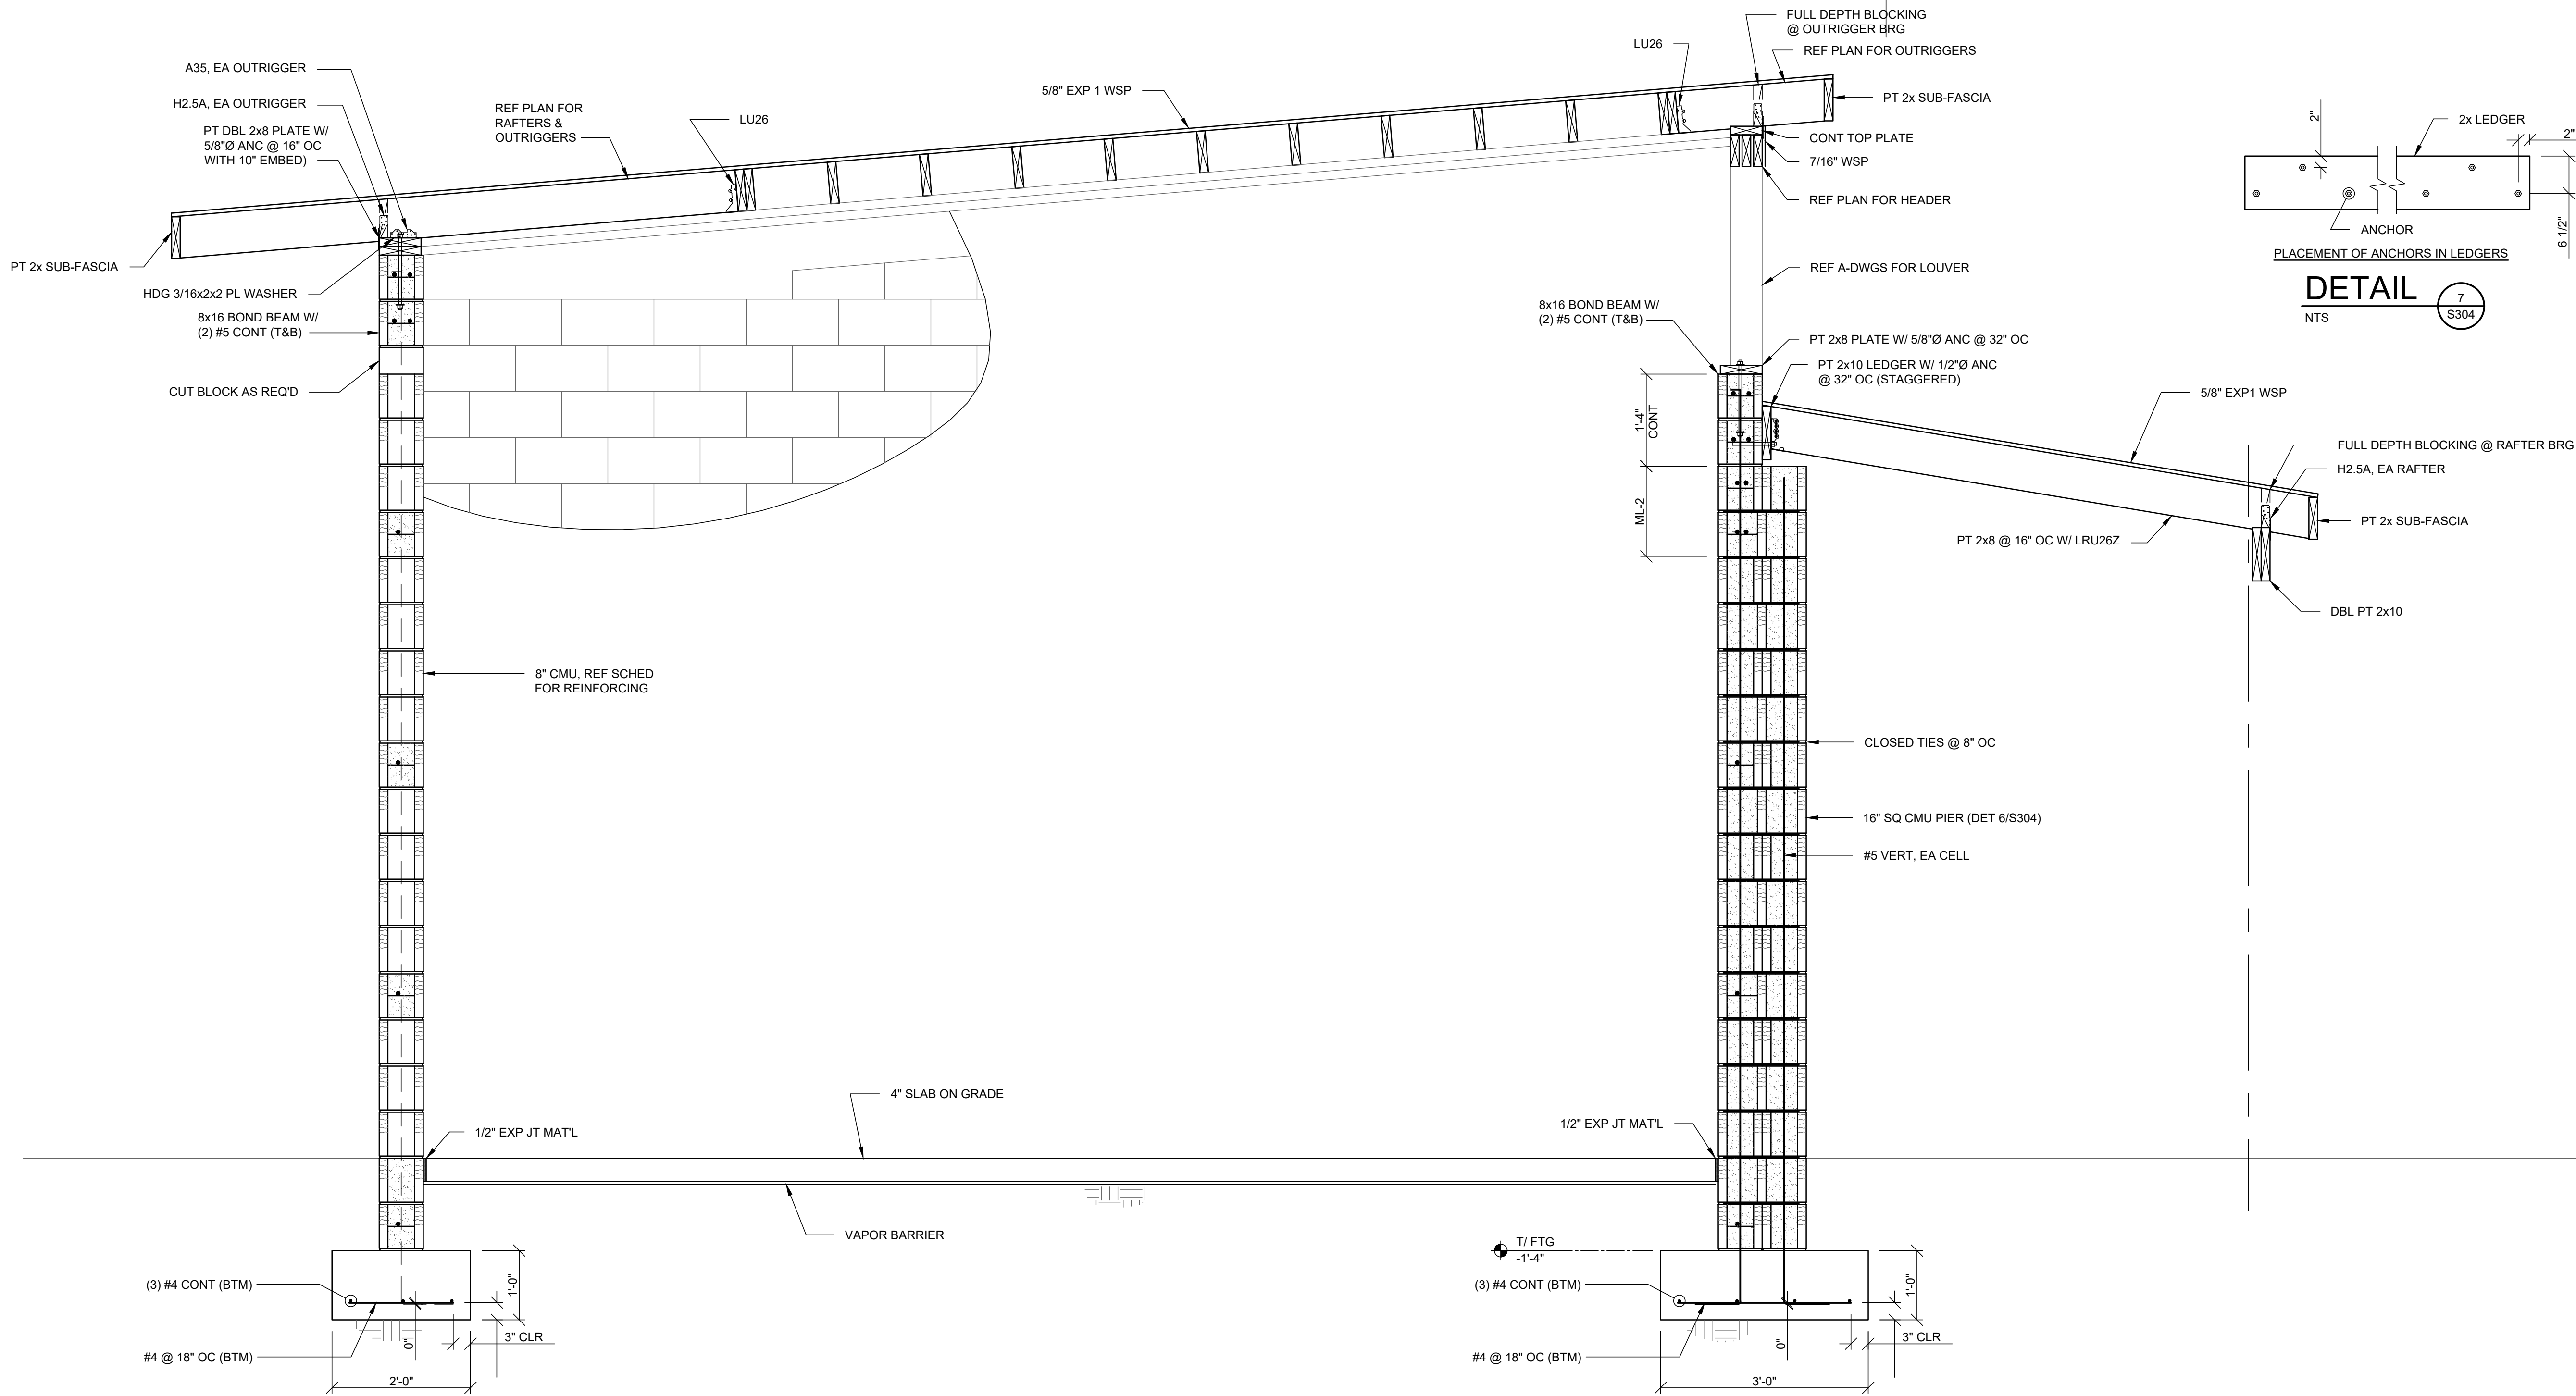 FULL DEPTH BLOCKING
@ OUTRIGGER BRG
LU26
REF PLAN FOR OUTRIGGERS
A35, EA OUTRIGGER
5/8" EXP 1 WSP
PT 2x SUB-FASCIA
H2.5A, EA OUTRIGGER
REF PLAN FOR
RAFTERS &
OUTRIGGERS
LU26
PT DBL 2x8 PLATE W/
5/8"Ø ANC @ 16" OC
WITH 10" EMBED)
CONT TOP PLATE
7/16" WSP
REF PLAN FOR HEADER
PT 2x SUB-FASCIA
REF A-DWGS FOR LOUVER
HDG 3/16x2x2 PL WASHER
8x16 BOND BEAM W/
(2) #5 CONT (T&B)
8x16 BOND BEAM W/
(2) #5 CONT (T&B)
CUT BLOCK AS REQ'D
PT 2x8 PLATE W/ 5/8"Ø ANC @ 32" OC
PT 2x10 LEDGER W/ 1/2"Ø ANC
@ 32" OC (STAGGERED)
2"
2x LEDGER
2"
6 1/2"
ANCHOR
PLACEMENT OF ANCHORS IN LEDGERS
DETAIL
7
S304
NTS
1'-4"
CONT
ML-2
5/8" EXP1 WSP
FULL DEPTH BLOCKING @ RAFTER BRG
H2.5A, EA RAFTER
PT 2x SUB-FASCIA
PT 2x8 @ 16" OC W/ LRU26Z
DBL PT 2x10
8" CMU, REF SCHED
FOR REINFORCING
CLOSED TIES @ 8" OC
16" SQ CMU PIER (DET 6/S304)
#5 VERT, EA CELL
4" SLAB ON GRADE
1/2" EXP JT MAT'L
1/2" EXP JT MAT'L
VAPOR BARRIER
T/ FTG
-1'-4"
(3) #4 CONT (BTM)
1'-0"
0"
3" CLR
#4 @ 18" OC (BTM)
2'-0"
(3) #4 CONT (BTM)
1'-0"
0"
3" CLR
#4 @ 18" OC (BTM)
3'-0"